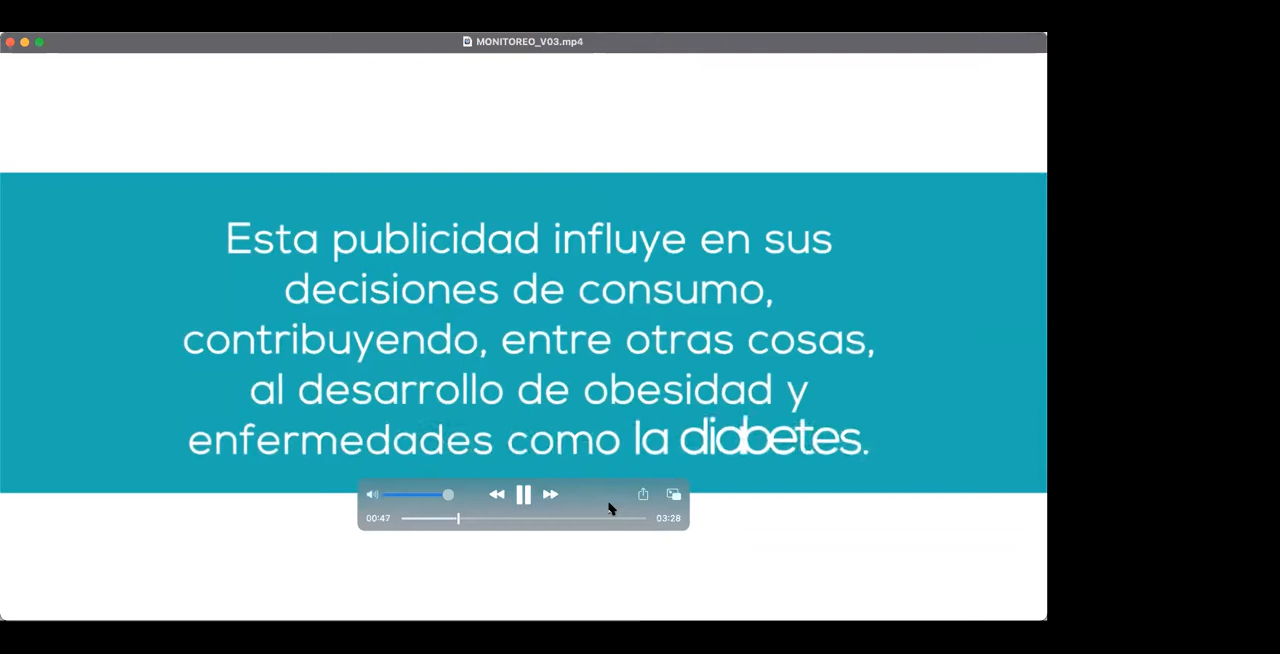 MONITOREO_V03.mp4
Esta publicidad influye en sus
decisiones de consumo,
contribuyendo, entre otras cosas,
al desarrollo de obesidad y
enfermedades como la diabetes.
00:47
03:28